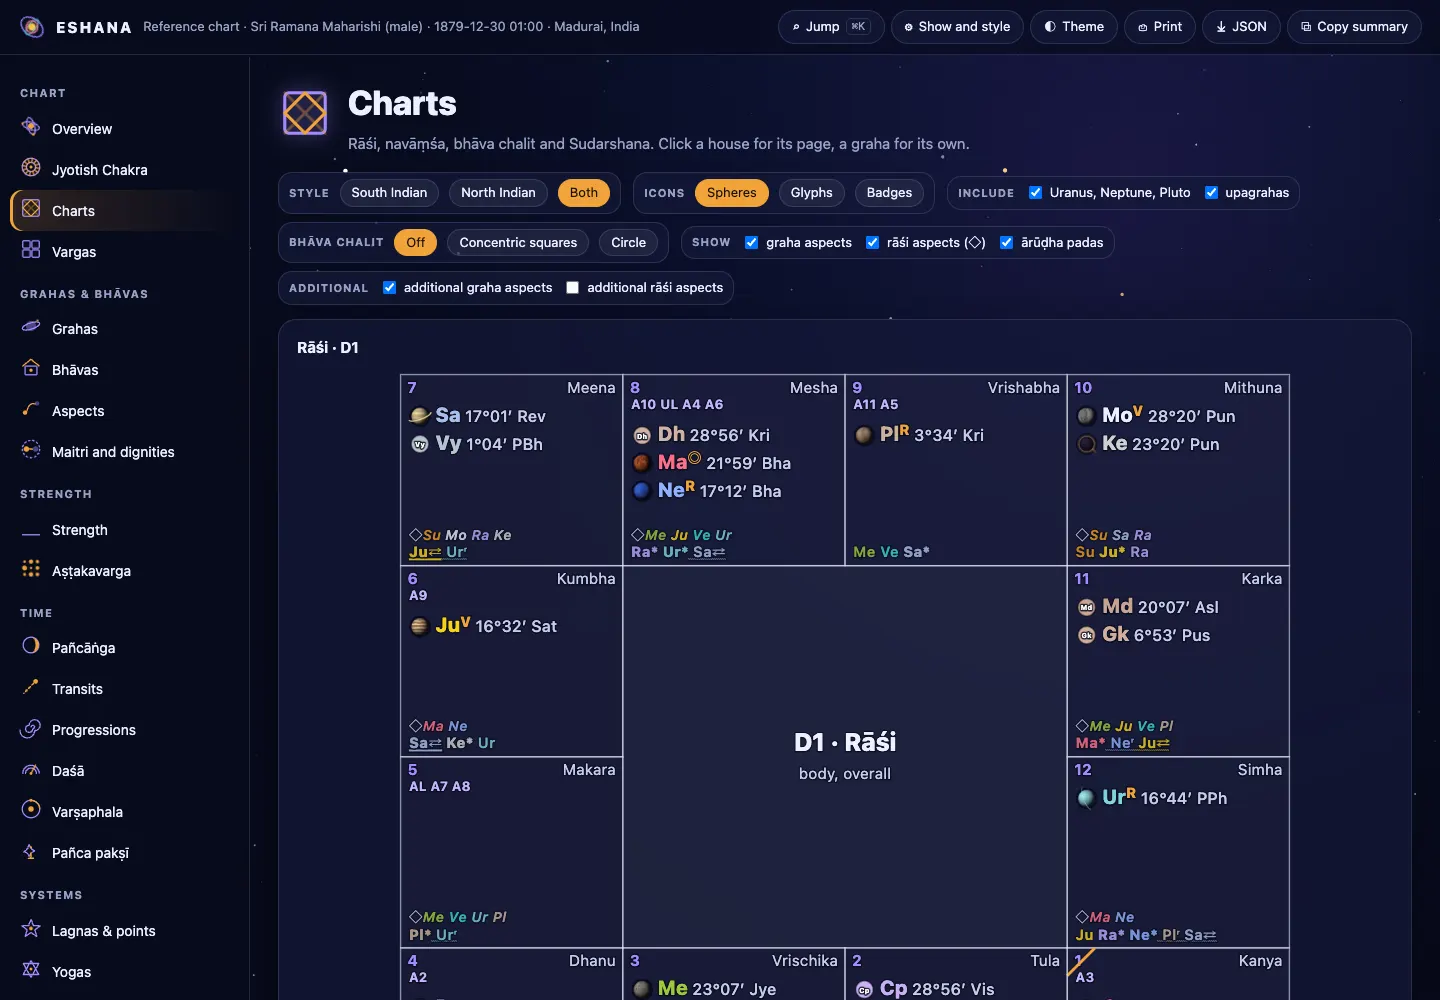 ESHANA Reference chart · Sri Ramana Maharishi (male) · 1879-12-30 01:00 · Madurai, India
Jump ⌘K Show and style Theme Print JSON Copy summary
CHART
Overview
Jyotish Chakra
Charts
Vargas
GRAHAS & BHĀVAS
Grahas
Bhāvas
Aspects
Maitri and dignities
STRENGTH
Strength
Aṣṭakavarga
TIME
Pañcāṅga
Transits
Progressions
Daśā
Varṣaphala
Pañca pakṣī
SYSTEMS
Lagnas & points
Yogas
Charts
Rāśi, navāṃśa, bhāva chalit and Sudarshana. Click a house for its page, a graha for its own.
STYLE South Indian North Indian Both
ICONS Spheres Glyphs Badges
INCLUDE Uranus, Neptune, Pluto upagrahas
BHĀVA CHALIT Off Concentric squares Circle
SHOW graha aspects rāśi aspects (◇) ārūḍha padas
ADDITIONAL additional graha aspects additional rāśi aspects
Rāśi · D1
7 Meena
Sa 17°01′ Rev
Vy Vy 1°04′ PBh
◇Su Mo Ra Ke
Ju⇄ Urʳ
8 Mesha
A10 UL A4 A6
Dh Dh 28°56′ Kri
Ma 21°59′ Bha
NeR 17°12′ Bha
◇Me Ju Ve Ur
Ra* Ur* Sa⇄
9 Vrishabha
A11 A5
PlR 3°34′ Kri
Me Ve Sa*
10 Mithuna
MoV 28°20′ Pun
Ke 23°20′ Pun
◇Su Sa Ra
Su Ju* Ra
6 Kumbha
A9
JuV 16°32′ Sat
◇Ma Ne
Sa⇄ Ke* Ur
D1 · Rāśi
body, overall
11 Karka
Md Md 20°07′ Asl
Gk Gk 6°53′ Pus
◇Me Ju Ve Pl
Ma* Neʳ Ju⇄
5 Makara
AL A7 A8
◇Me Ve Ur Pl
Pl* Urʳ
12 Simha
UrR 16°44′ PPh
◇Ma Ne
Ju Ra* Ne* Plʳ Sa⇄
4 Dhanu
A2
3 Vrischika
Me 23°07′ Jye
2 Tula
Cp Cp 28°56′ Vis
1 Kanya
A3